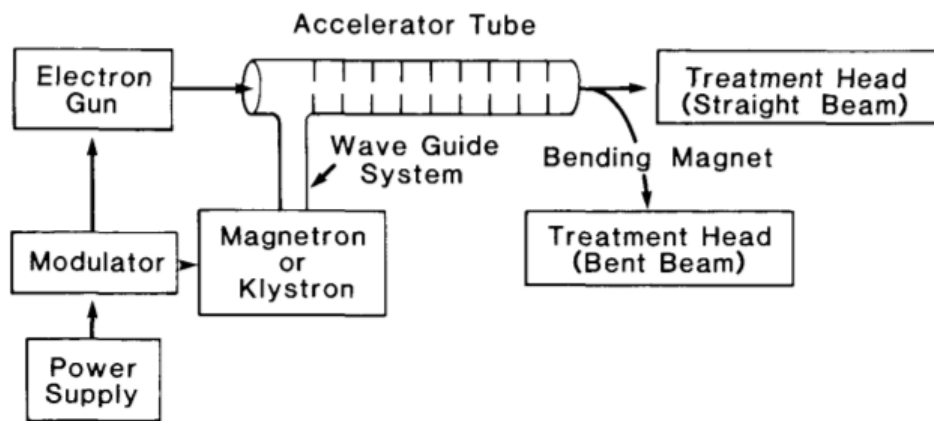 Accelerator Tube
Electron
Gun
Treatment Head
(Straight Beam)
Wave Guide
System
Bending Magnet
Modulator
Magnetron
or
Klystron
Treatment Head
(Bent Beam)
Power
Supply